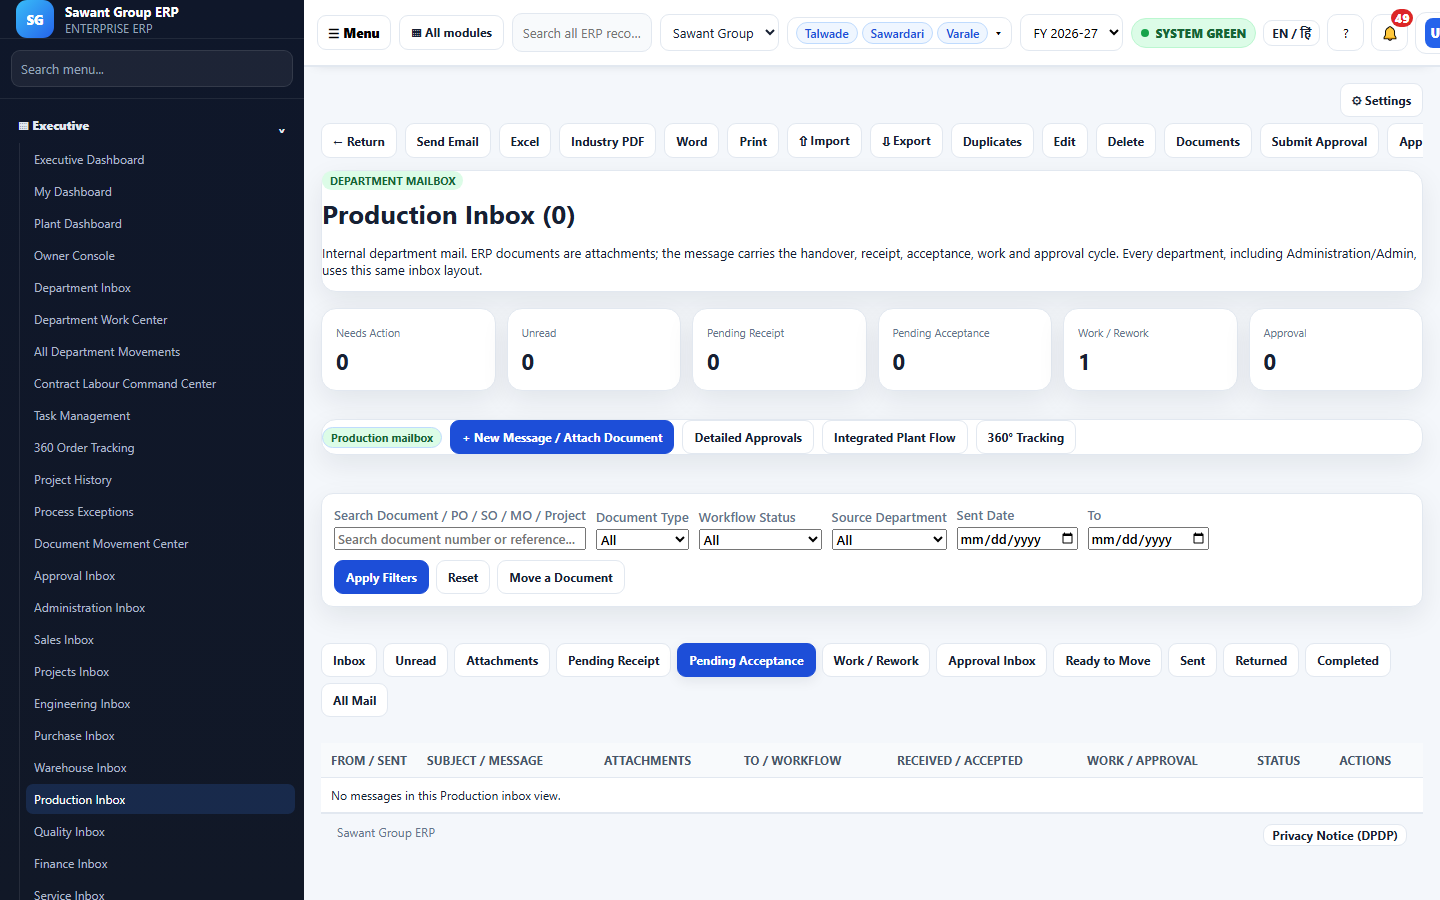 SG
Sawant Group ERP
ENTERPRISE ERP
Search menu...
Executive
Executive Dashboard
My Dashboard
Plant Dashboard
Owner Console
Department Inbox
Department Work Center
All Department Movements
Contract Labour Command Center
Task Management
360 Order Tracking
Project History
Process Exceptions
Document Movement Center
Approval Inbox
Administration Inbox
Sales Inbox
Projects Inbox
Engineering Inbox
Purchase Inbox
Warehouse Inbox
Production Inbox
Quality Inbox
Finance Inbox
Service Inbox
☰ Menu
All modules
Search all ERP reco...
Sawant Group
Talwade
Sawardari
Varale
FY 2026-27
SYSTEM GREEN
EN / हिं
?
49
U
⚙ Settings
← Return
Send Email
Excel
Industry PDF
Word
Print
⇧ Import
⇩ Export
Duplicates
Edit
Delete
Documents
Submit Approval
App
DEPARTMENT MAILBOX
Production Inbox (0)
Internal department mail. ERP documents are attachments; the message carries the handover, receipt, acceptance, work and approval cycle. Every department, including Administration/Admin,
uses this same inbox layout.
Needs Action
0
Unread
0
Pending Receipt
0
Pending Acceptance
0
Work / Rework
1
Approval
0
Production mailbox
+ New Message / Attach Document
Detailed Approvals
Integrated Plant Flow
360° Tracking
Search Document / PO / SO / MO / Project
Search document number or reference...
Document Type
All
Workflow Status
All
Source Department
All
Sent Date
mm/dd/yyyy
To
mm/dd/yyyy
Apply Filters
Reset
Move a Document
Inbox
Unread
Attachments
Pending Receipt
Pending Acceptance
Work / Rework
Approval Inbox
Ready to Move
Sent
Returned
Completed
All Mail
FROM / SENT
SUBJECT / MESSAGE
ATTACHMENTS
TO / WORKFLOW
RECEIVED / ACCEPTED
WORK / APPROVAL
STATUS
ACTIONS
No messages in this Production inbox view.
Sawant Group ERP
Privacy Notice (DPDP)